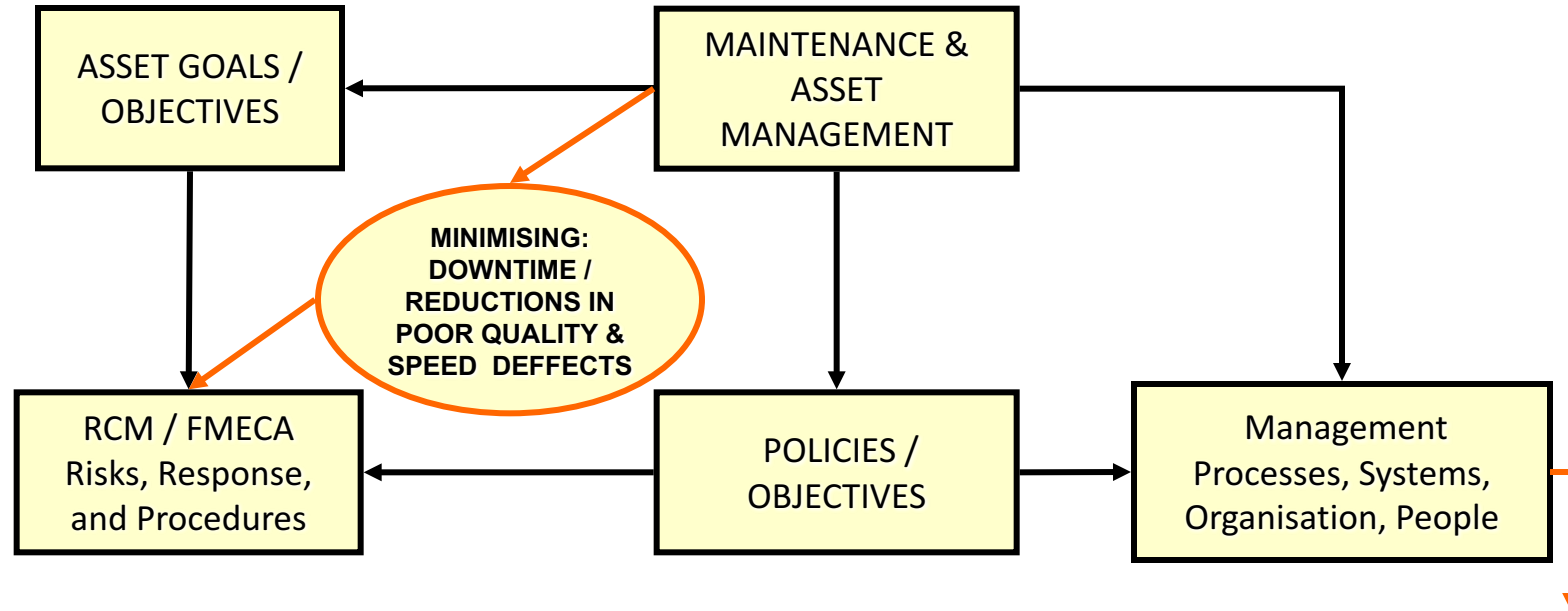 ASSET GOALS /
OBJECTIVES
MAINTENANCE &
ASSET
MANAGEMENT
MINIMISING:
DOWNTIME /
REDUCTIONS IN
POOR QUALITY &
SPEED DEFFECTS
RCM / FMECA
Risks, Response,
and Procedures
POLICIES /
OBJECTIVES
Management
Processes, Systems,
Organisation, People